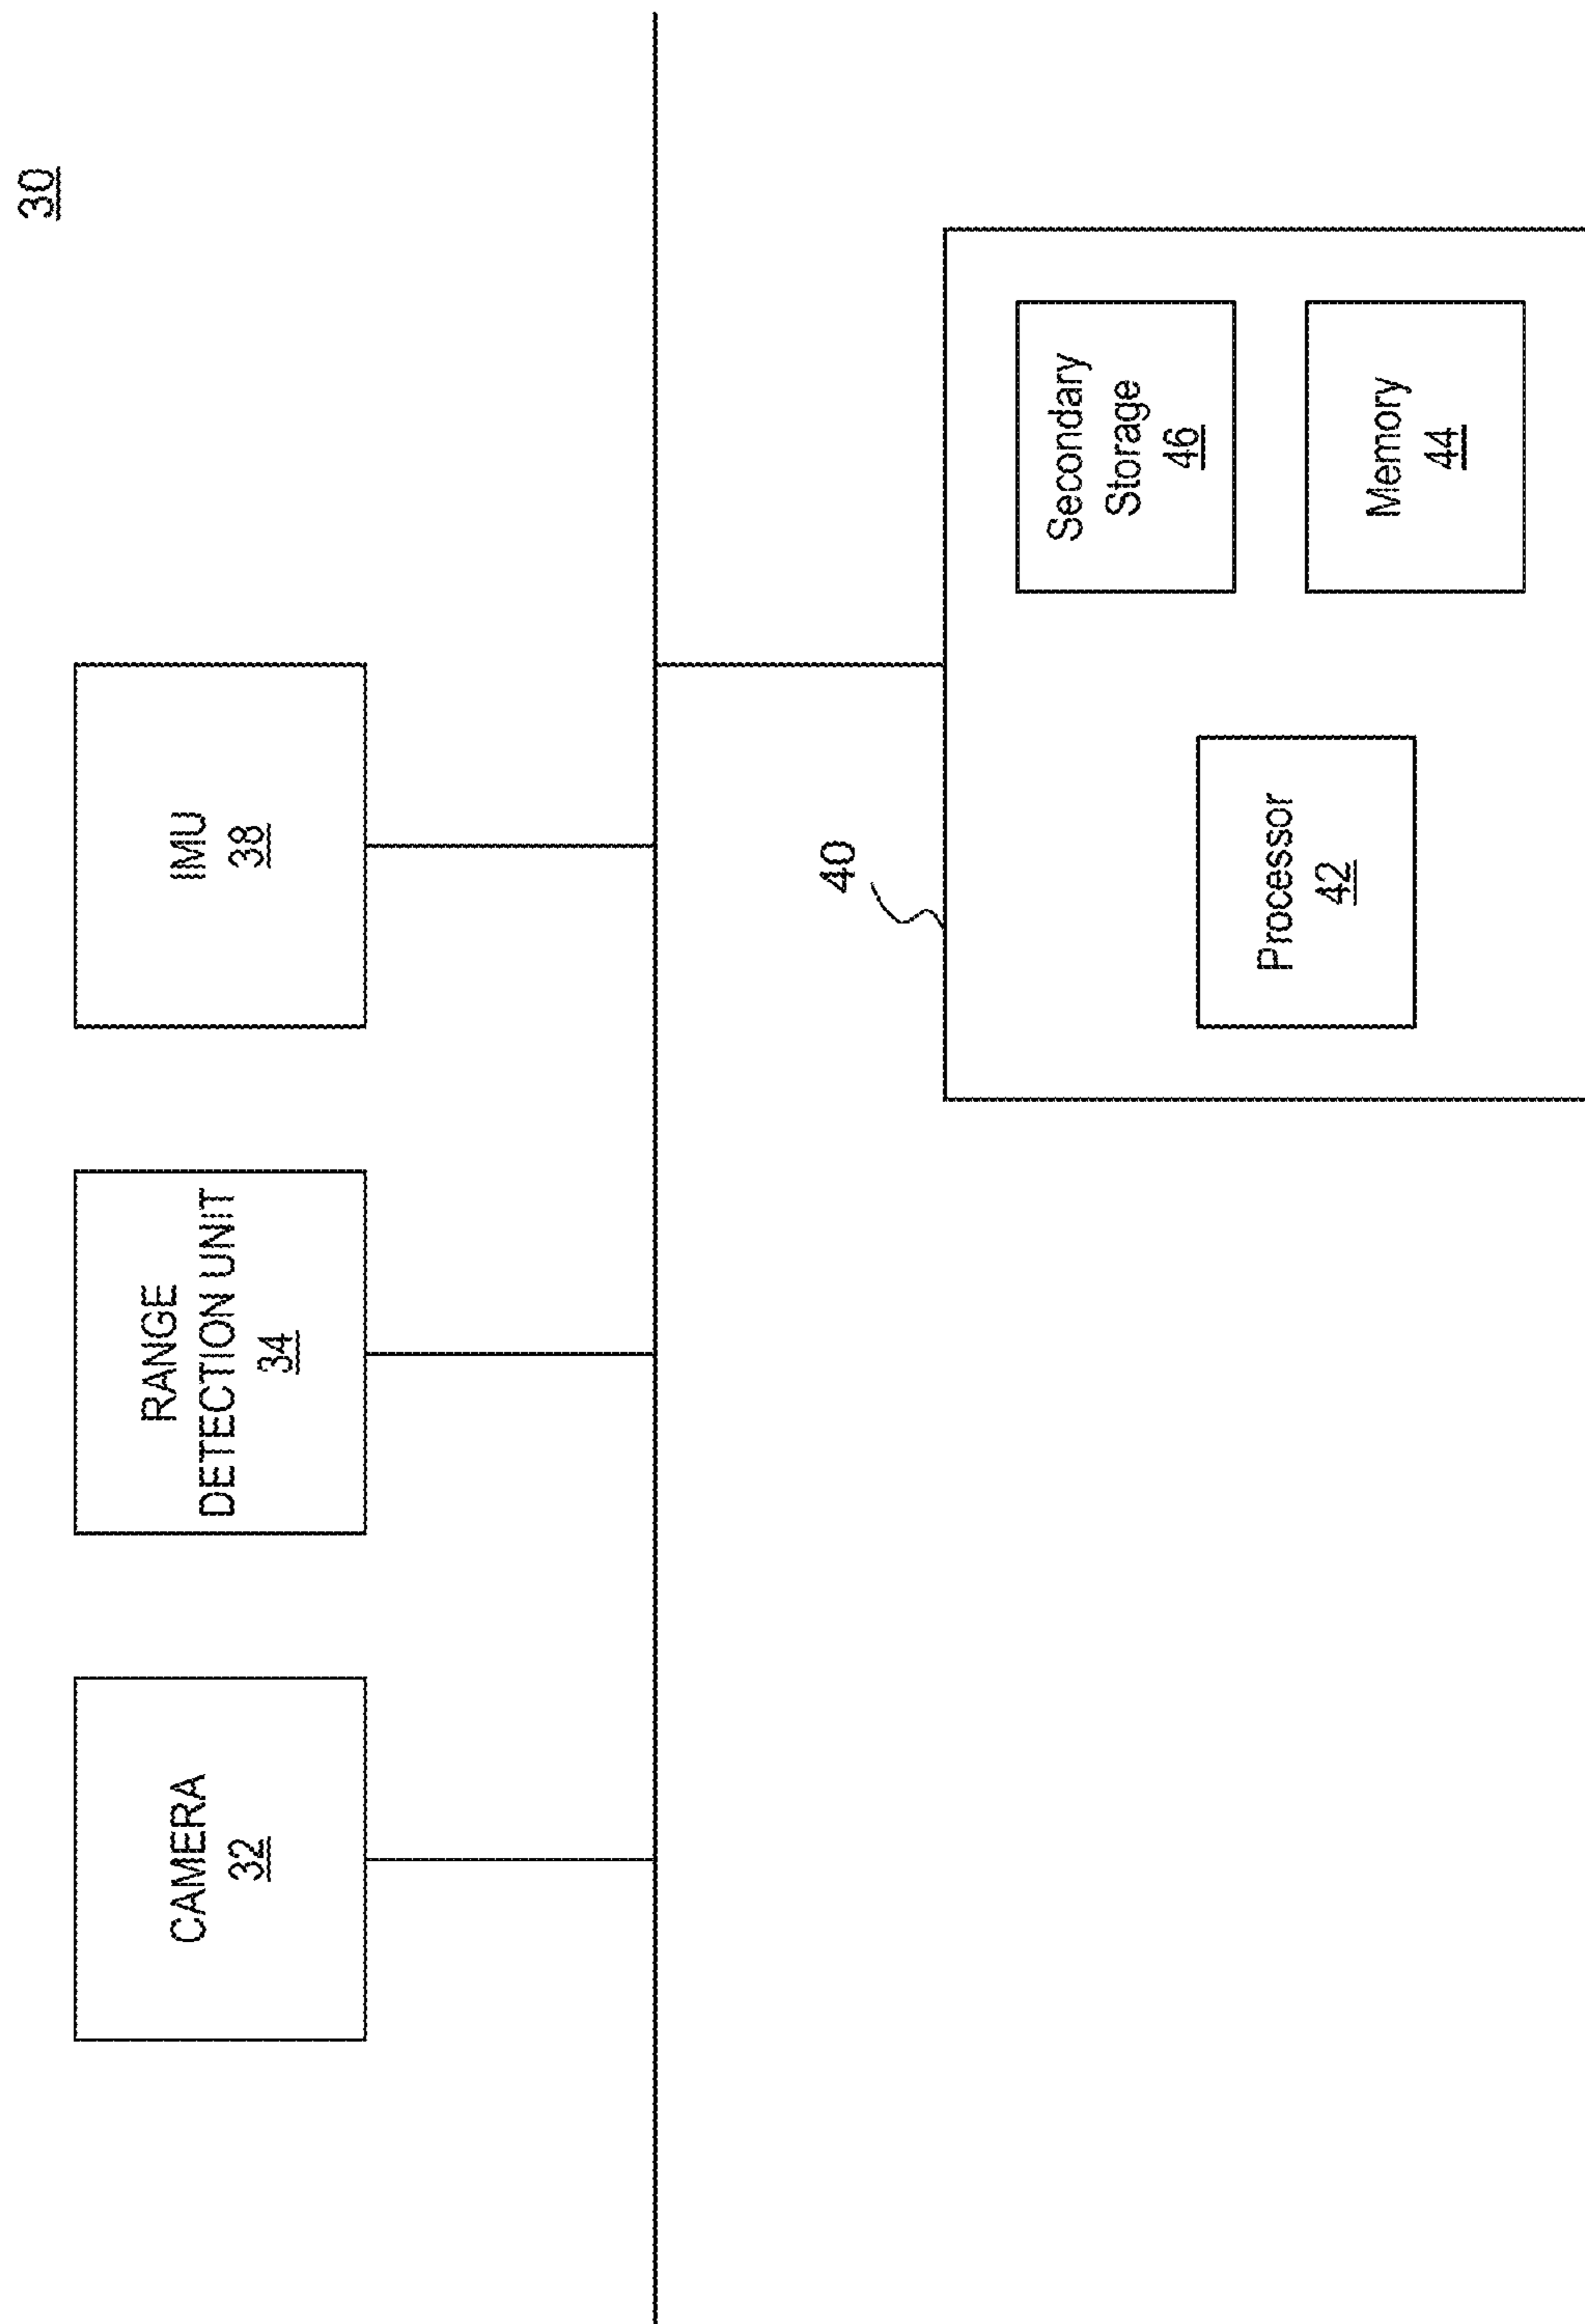 30
CAMERA
32
RANGE
DETECTION UNIT
34
IMU
38
40
Processor
42
Secondary
Storage
46
Memory
44